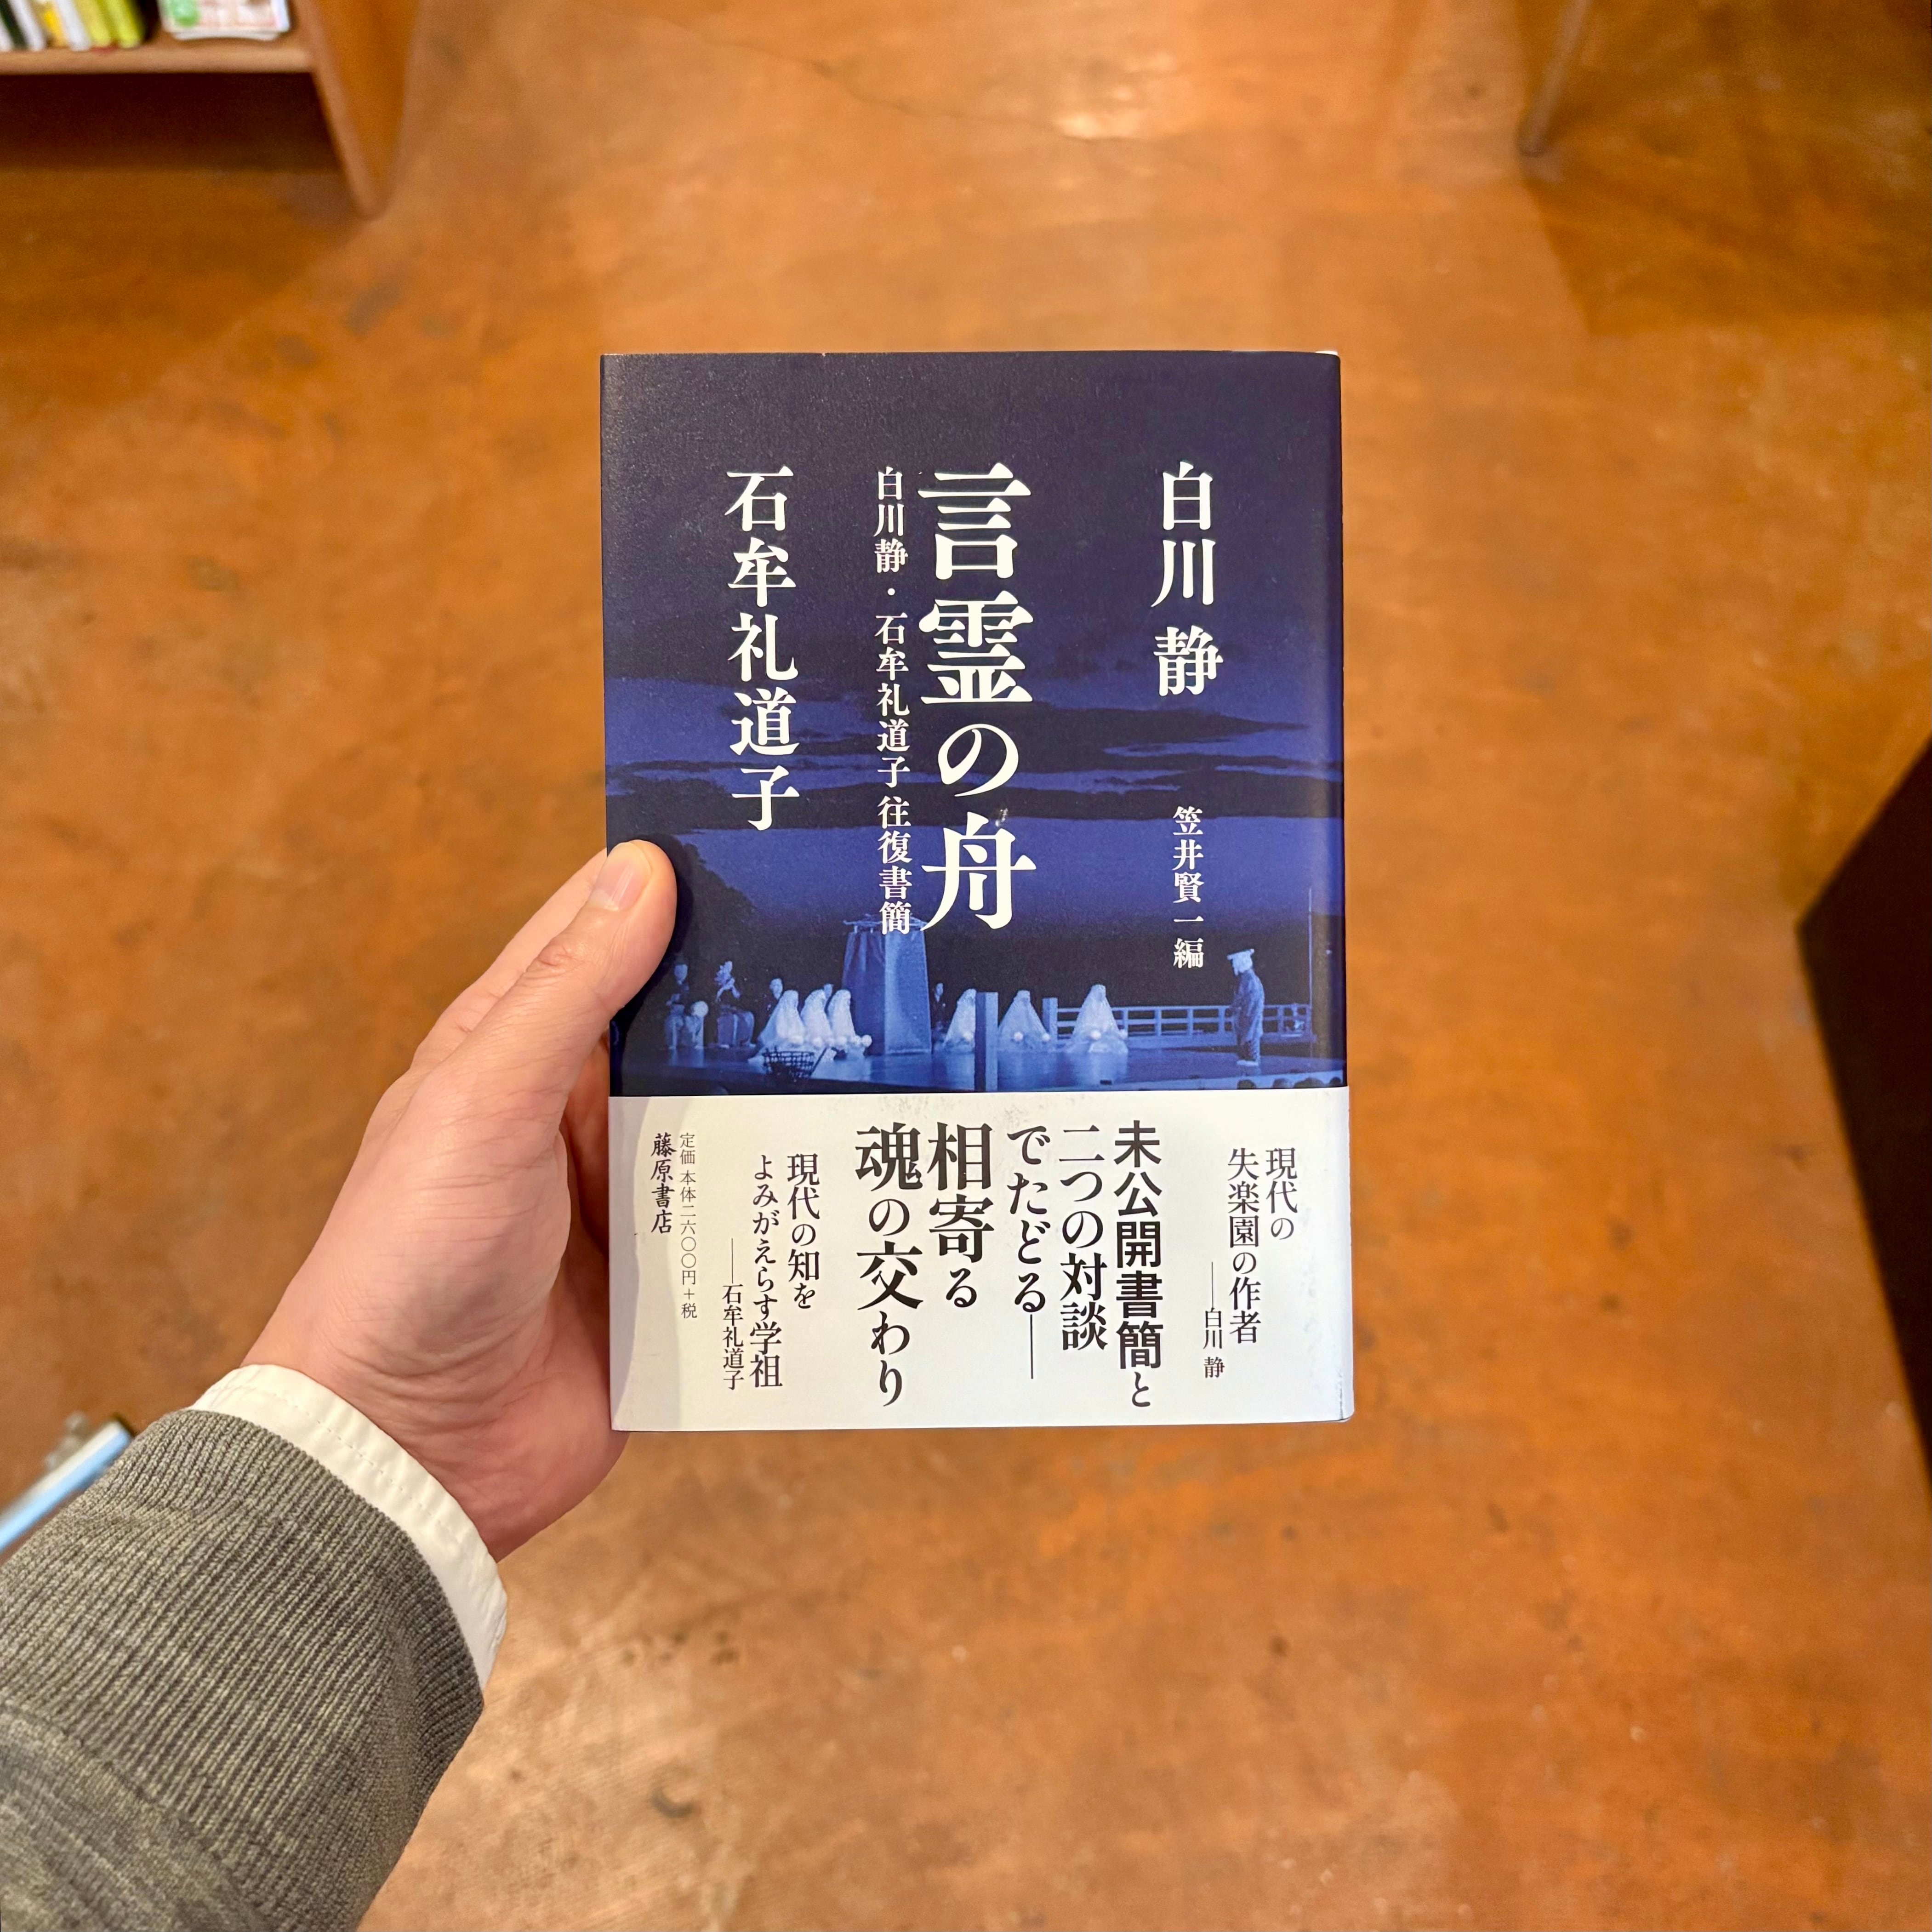 白川 静
笠井賢一編
言霊の舟
白川静・石牟礼道子往復書簡
石牟礼道子
現代の
失楽園の作者
──白川 静
未公開書簡と
二つの対談
でたどる──
相寄る
魂の交わり
現代の知を
よみがえらす学祖
──石牟礼道子
定価 本体二六〇〇円+税
藤原書店